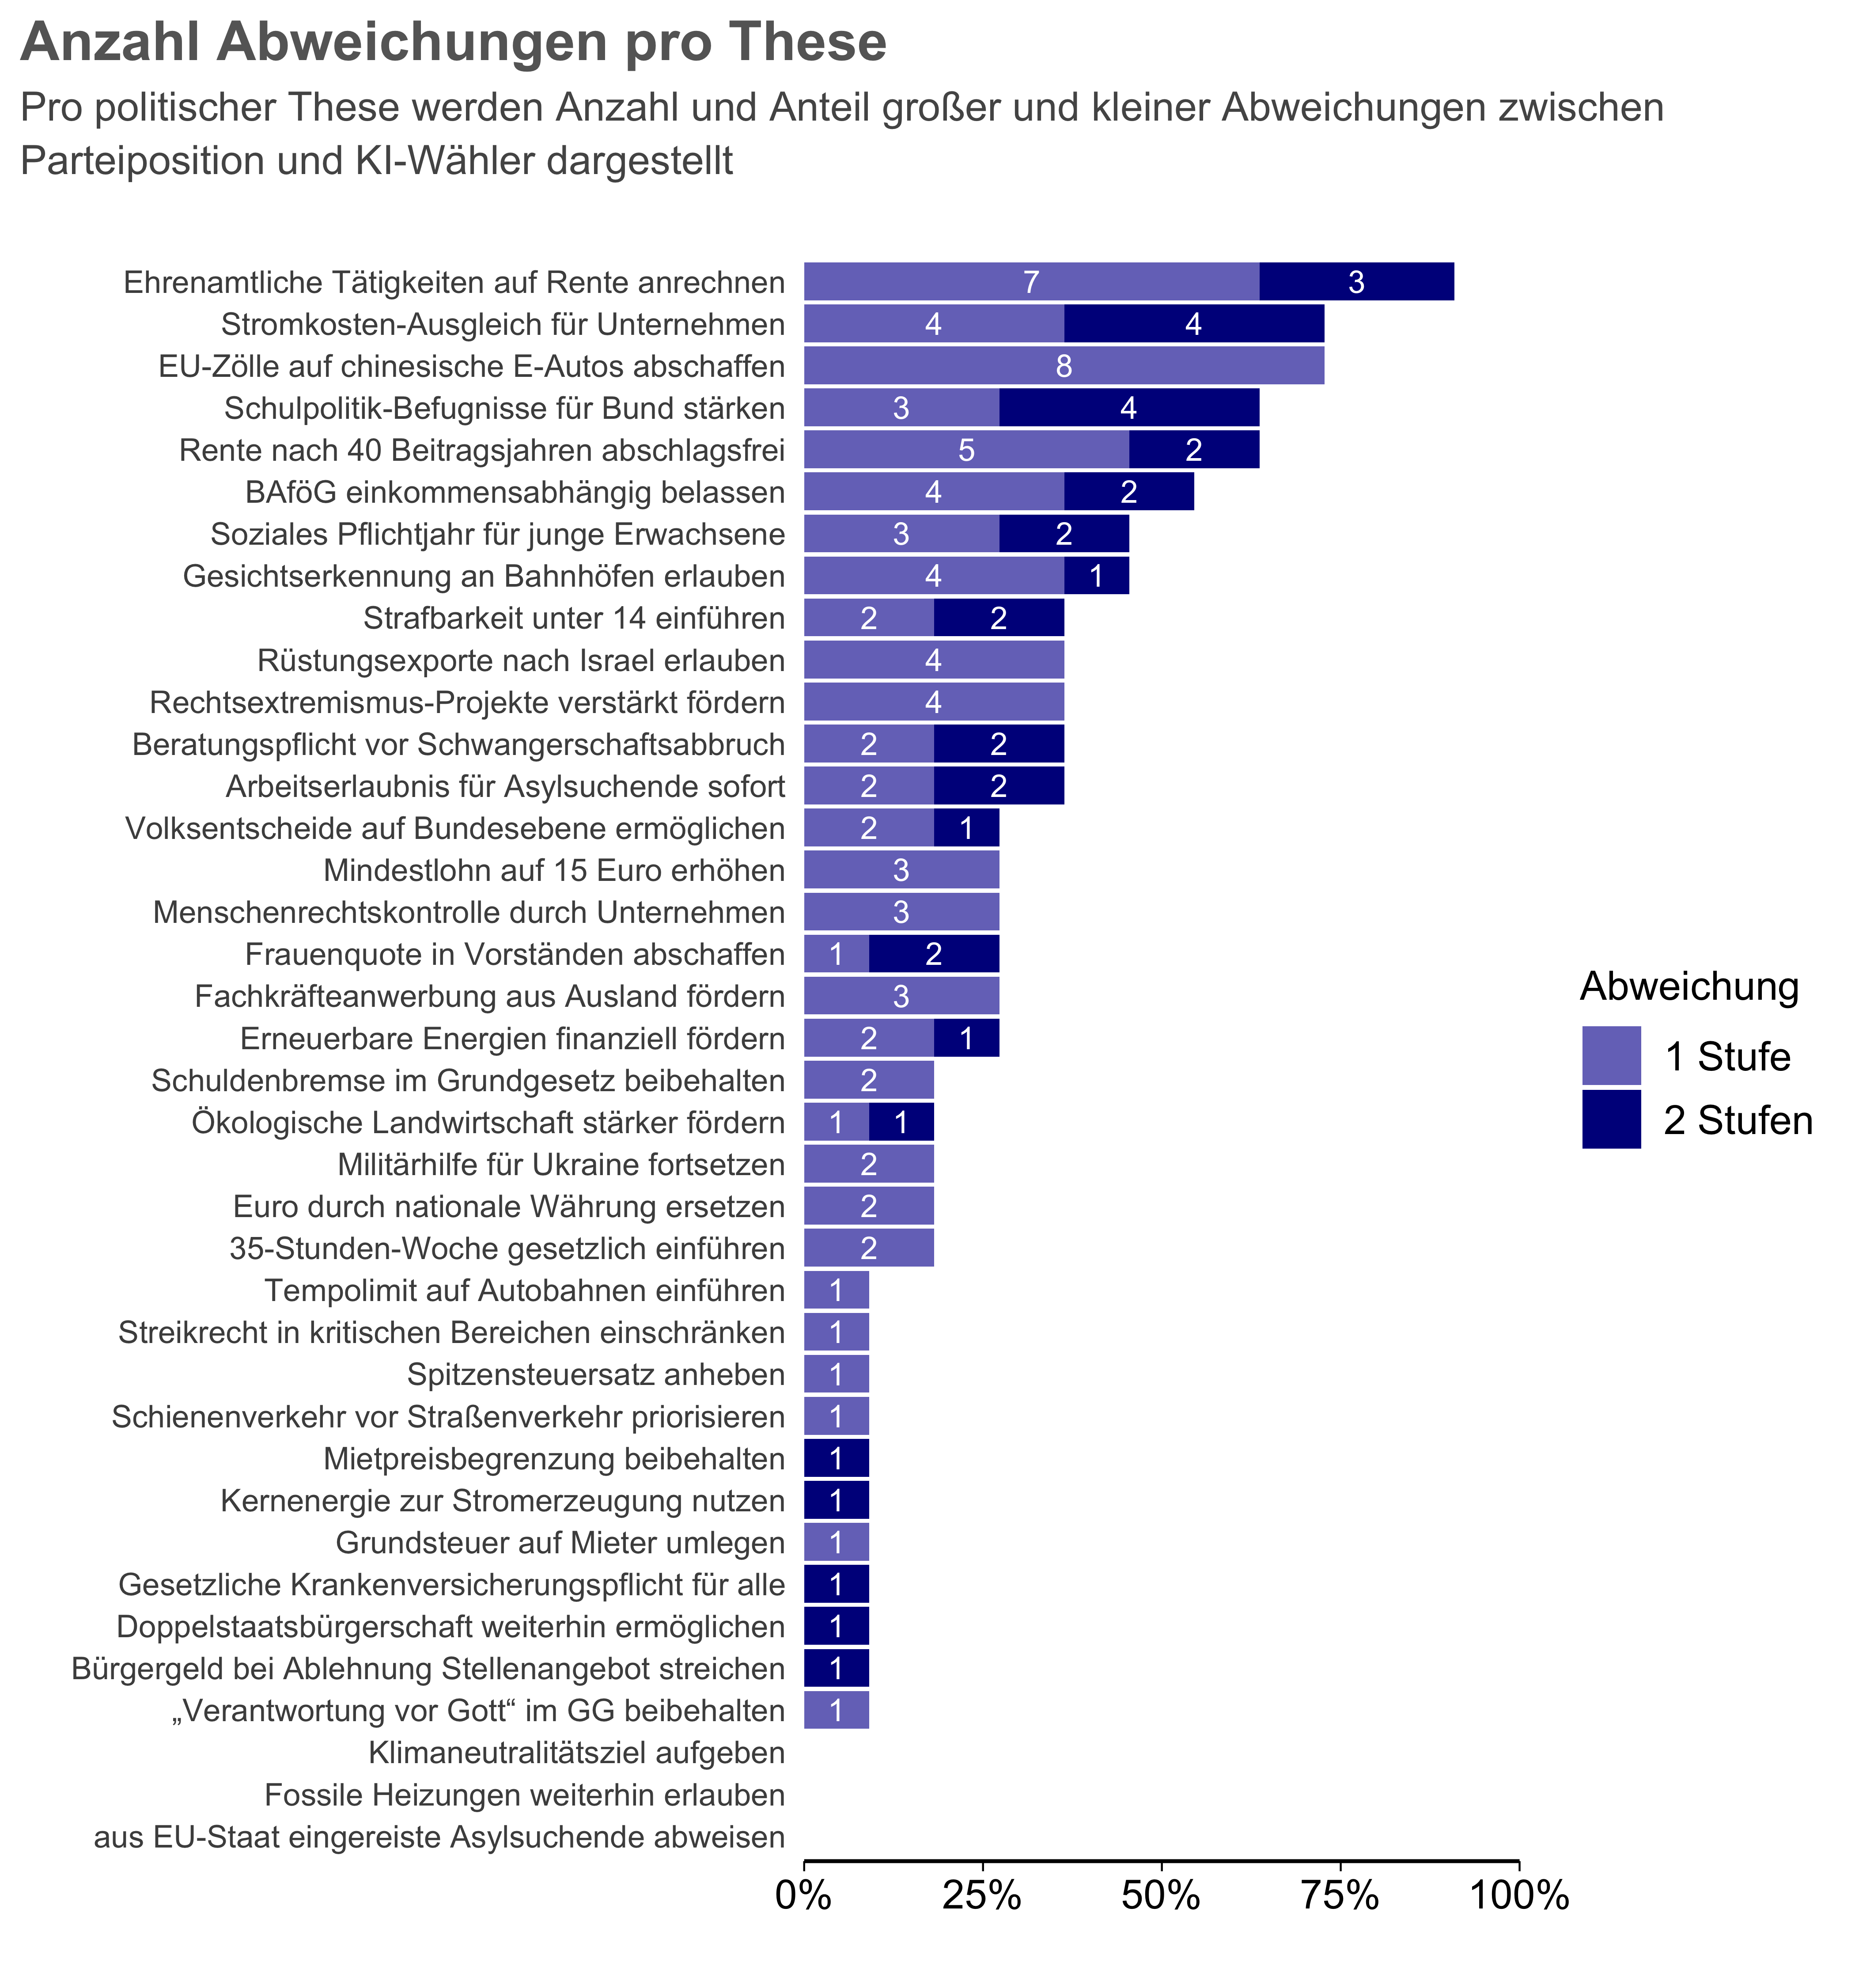 Anzahl Abweichungen pro These
Pro politischer These werden Anzahl und Anteil großer und kleiner Abweichungen zwischen
Parteiposition und KI-Wähler dargestellt
Ehrenamtliche Tätigkeiten auf Rente anrechnen 7 3
Stromkosten-Ausgleich für Unternehmen 4 4
EU-Zölle auf chinesische E-Autos abschaffen 8
Schulpolitik-Befugnisse für Bund stärken 3 4
Rente nach 40 Beitragsjahren abschlagsfrei 5 2
BAföG einkommensabhängig belassen 4 2
Soziales Pflichtjahr für junge Erwachsene 3 2
Gesichtserkennung an Bahnhöfen erlauben 4 1
Strafbarkeit unter 14 einführen 2 2
Rüstungsexporte nach Israel erlauben 4
Rechtsextremismus-Projekte verstärkt fördern 4
Beratungspflicht vor Schwangerschaftsabbruch 2 2
Arbeitserlaubnis für Asylsuchende sofort 2 2
Volksentscheide auf Bundesebene ermöglichen 2 1
Mindestlohn auf 15 Euro erhöhen 3
Menschenrechtskontrolle durch Unternehmen 3
Frauenquote in Vorständen abschaffen 1 2
Fachkräfteanwerbung aus Ausland fördern 3
Erneuerbare Energien finanziell fördern 2 1
Schuldenbremse im Grundgesetz beibehalten 2
Ökologische Landwirtschaft stärker fördern 1 1
Militärhilfe für Ukraine fortsetzen 2
Euro durch nationale Währung ersetzen 2
35-Stunden-Woche gesetzlich einführen 2
Tempolimit auf Autobahnen einführen 1
Streikrecht in kritischen Bereichen einschränken 1
Spitzensteuersatz anheben 1
Schienenverkehr vor Straßenverkehr priorisieren 1
Mietpreisbegrenzung beibehalten 1
Kernenergie zur Stromerzeugung nutzen 1
Grundsteuer auf Mieter umlegen 1
Gesetzliche Krankenversicherungspflicht für alle 1
Doppelstaatsbürgerschaft weiterhin ermöglichen 1
Bürgergeld bei Ablehnung Stellenangebot streichen 1
„Verantwortung vor Gott“ im GG beibehalten 1
Klimaneutralitätsziel aufgeben
Fossile Heizungen weiterhin erlauben
aus EU-Staat eingereiste Asylsuchende abweisen
0% 25% 50% 75% 100%
Abweichung
1 Stufe
2 Stufen